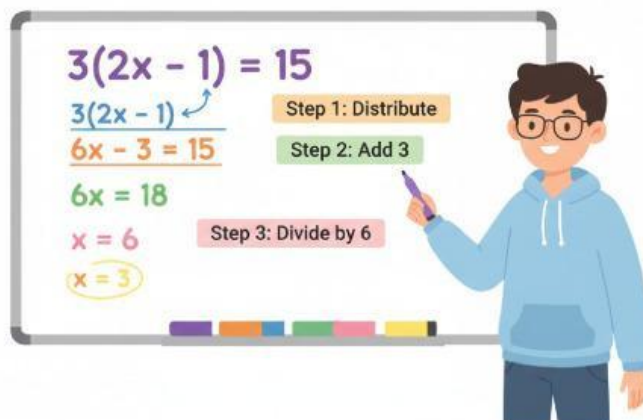 3(2x - 1) = 15
3(2x - 1)
Step 1: Distribute
6x - 3 = 15
Step 2: Add 3
6x = 18
x = 6
Step 3: Divide by 6
x = 3